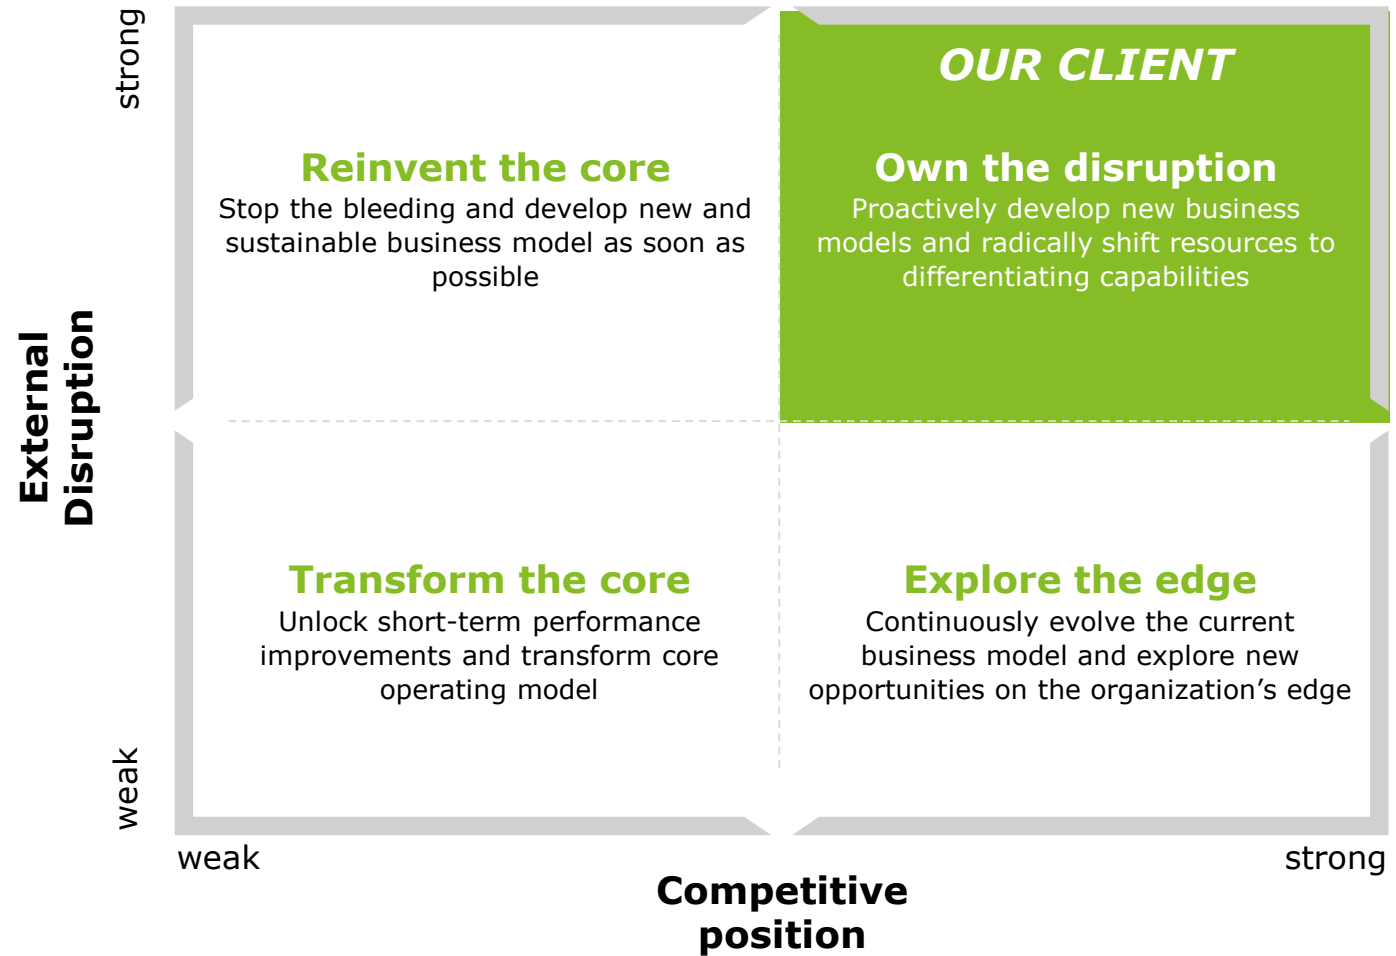 strong
OUR CLIENT
Reinvent the core
Stop the bleeding and develop new and
sustainable business model as soon as
possible
Own the disruption
Proactively develop new business
models and radically shift resources to
differentiating capabilities
External
Disruption
Transform the core
Unlock short-term performance
improvements and transform core
operating model
Explore the edge
Continuously evolve the current
business model and explore new
opportunities on the organization’s edge
weak
weak
strong
Competitive
position